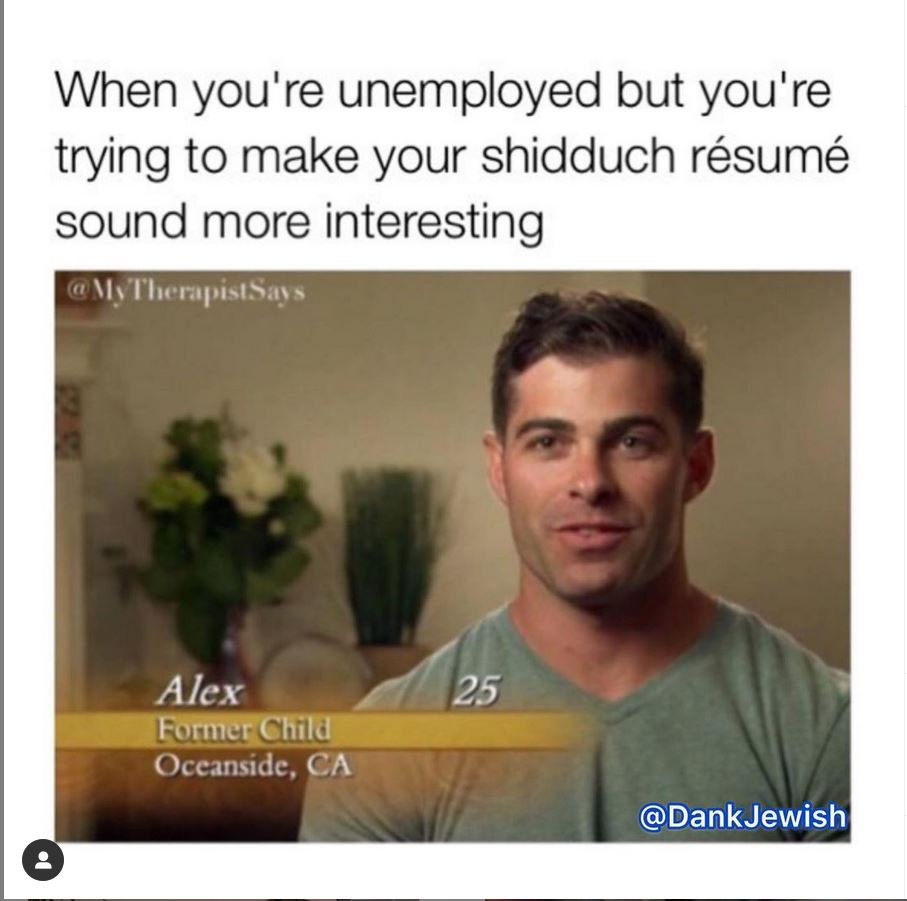 When you're unemployed but you're
trying to make your shidduch résumé
sound more interesting
@MyTherapistSays
Alex 25
Former Child
Oceanside, CA
@DankJewish